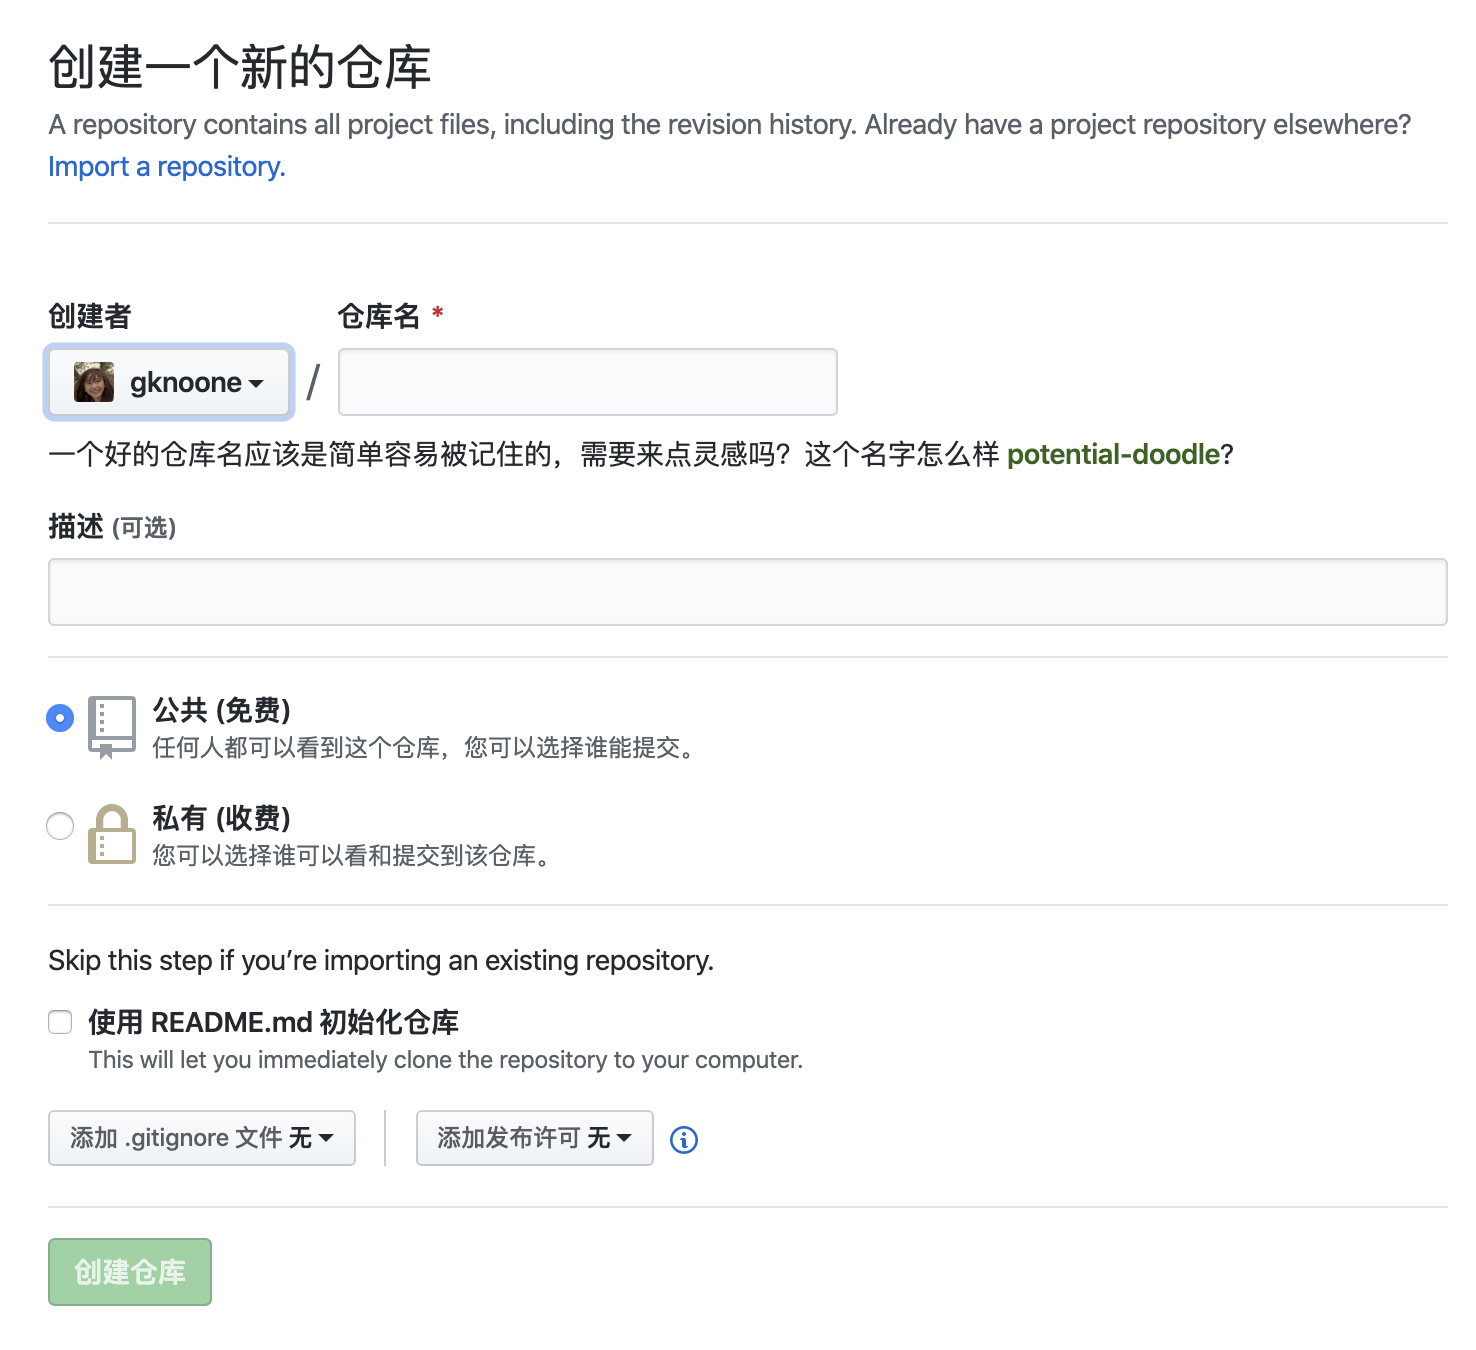 创建一个新的仓库
A repository contains all project files, including the revision history. Already have a project repository elsewhere?
Import a repository.
创建者 仓库名 *
gknoone / 
一个好的仓库名应该是简单容易被记住的，需要来点灵感吗？这个名字怎么样 potential-doodle?
描述 (可选)
公共 (免费)
任何人都可以看到这个仓库，您可以选择谁能提交。
私有 (收费)
您可以选择谁可以看和提交到该仓库。
Skip this step if you’re importing an existing repository.
使用 README.md 初始化仓库
This will let you immediately clone the repository to your computer.
添加 .gitignore 文件 无 添加发布许可 无
创建仓库